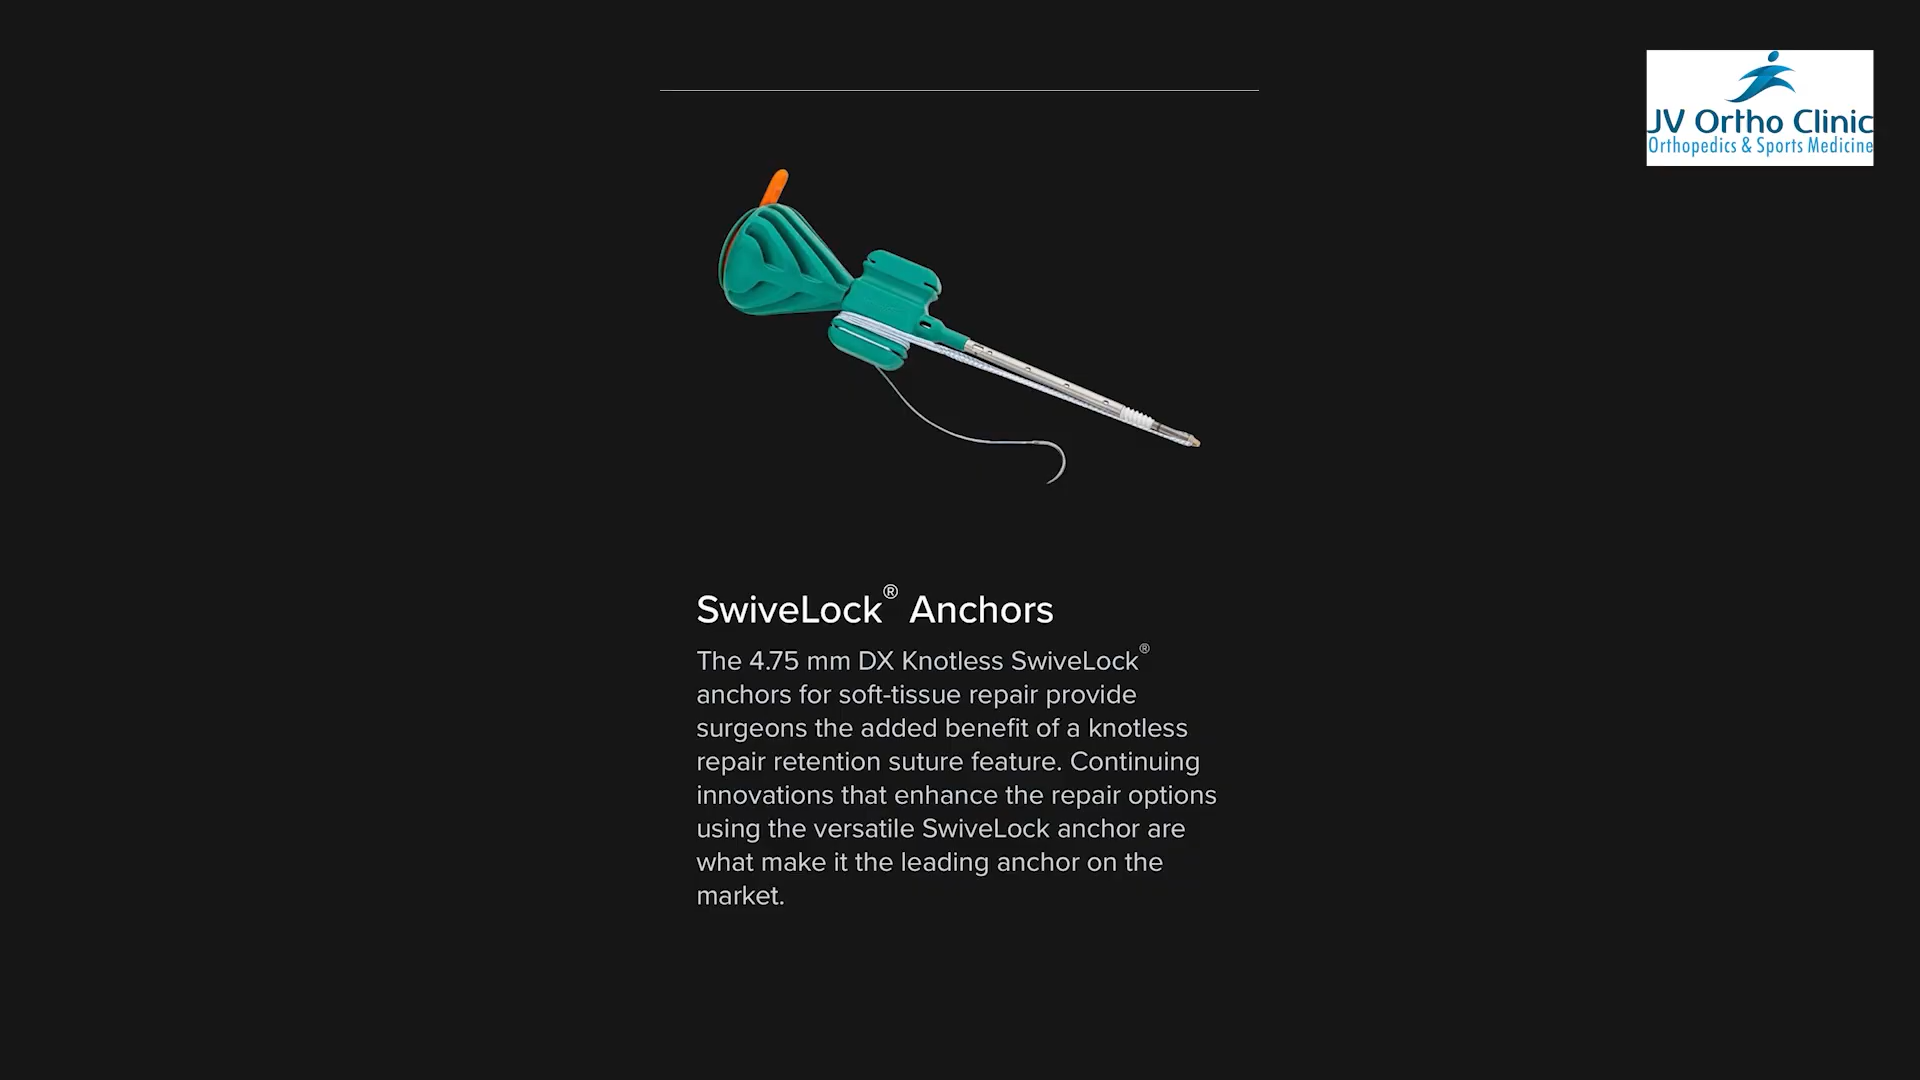 JV Ortho Clinic
Orthopedics & Sports Medicine
SwiveLock® Anchors
The 4.75 mm DX Knotless SwiveLock®
anchors for soft-tissue repair provide
surgeons the added benefit of a knotless
repair retention suture feature. Continuing
innovations that enhance the repair options
using the versatile SwiveLock anchor are
what make it the leading anchor on the
market.